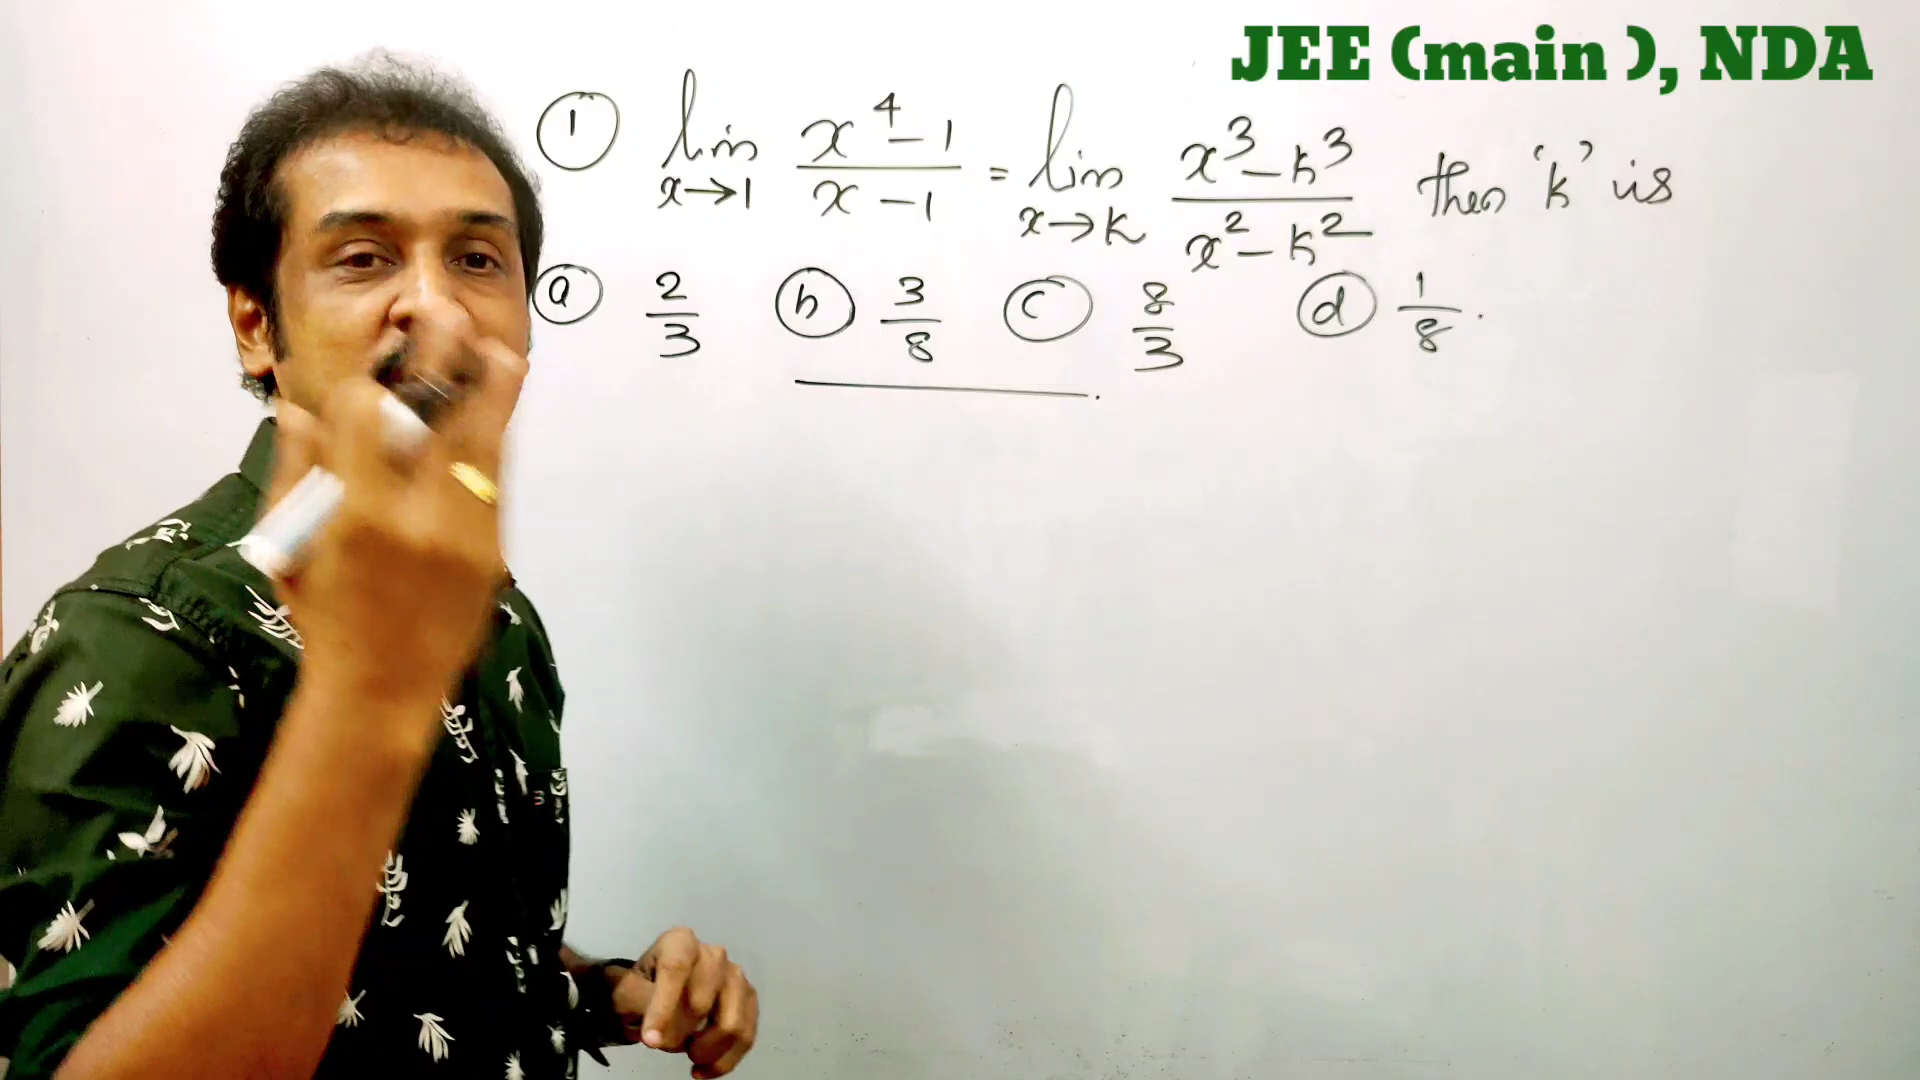 JEE (main ), NDA
① lim x→1 x⁴-1 / x-1 = lim x→k x³-k³ / x²-k² then ‘k’ is
ⓐ 2/3 ⓑ 3/8 ⓒ 8/3 ⓓ 1/8 .